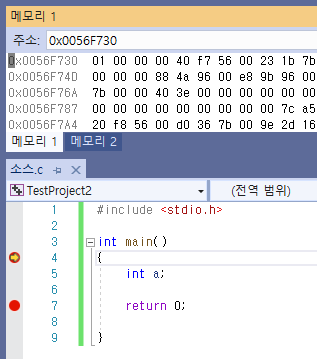 메모리 1
주소: 0x0056F730
0x0056F730 01 00 00 00 40 f7 56 00 23 1b 7b
0x0056F74D 00 00 00 88 4a 96 00 e8 9b 96 00
0x0056F76A 7b 00 00 40 3e 00 00 00 00 00 00
0x0056F787 00 00 00 00 00 00 00 00 7c a5
0x0056F7A4 20 f8 56 00 d0 36 7b 00 9e 2d 16
메모리 1 메모리 2
소스.c
TestProject2 (전역 범위)
1 #include <stdio.h>
2
3 int main()
4 {
5 int a;
6
7 return 0;
8
9 }